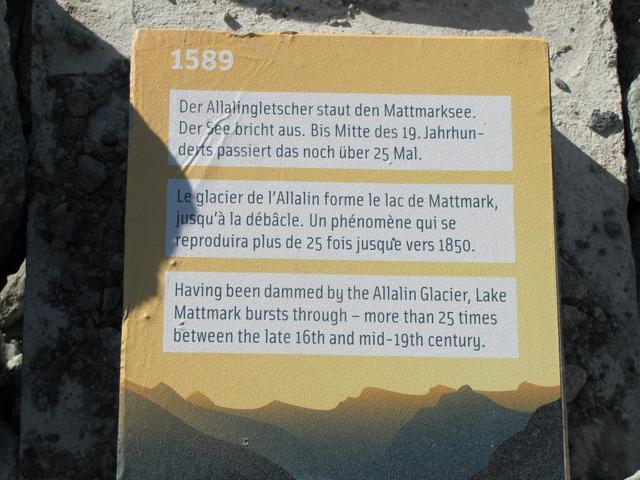 1589
Der Allalingletscher staut den Mattmarksee.
Der See bricht aus. Bis Mitte des 19. Jahrhun-
derts passiert das noch über 25 Mal.
Le glacier de l'Allalin forme le lac de Mattmark,
jusqu'à la débâcle. Un phénomène qui se
reproduira plus de 25 fois jusque vers 1850.
Having been dammed by the Allalin Glacier, Lake
Mattmark bursts through – more than 25 times
between the late 16th and mid-19th century.